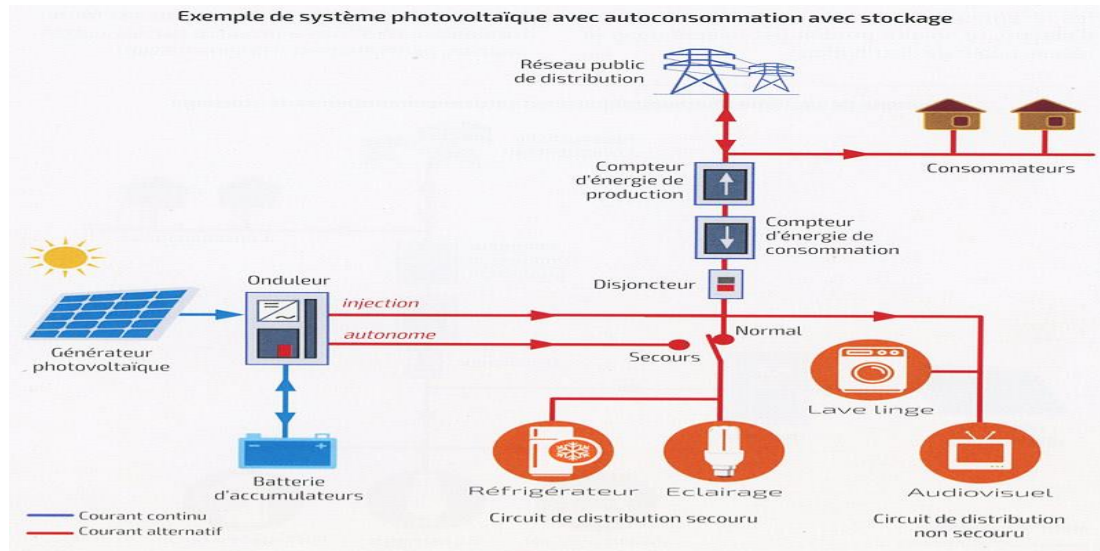 Exemple de système photovoltaïque avec autoconsommation avec stockage
Réseau public
de distribution
Compteur
d'énergie de
production
Consommateurs
Compteur
d'énergie de
consommation
Onduleur
Disjoncteur
injection
autonome
Normal
Secours
Générateur
photovoltaïque
Lave linge
Batterie
d'accumulateurs
Réfrigérateur
Eclairage
Audiovisuel
Circuit de distribution secouru
Circuit de distribution
non secouru
Courant continu
Courant alternatif